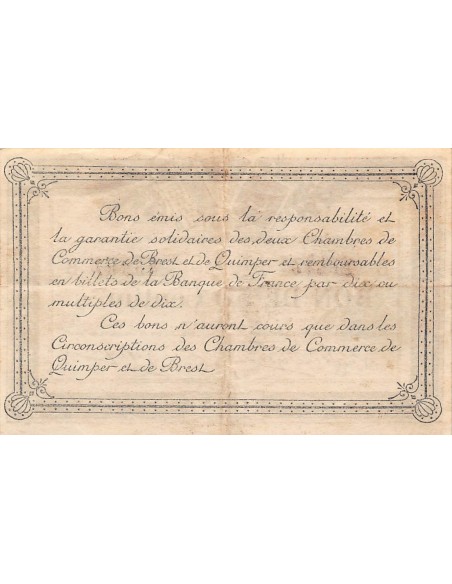 Bons émis sous la responsabilité et
la garantie solidaires des deux Chambres de
Commerce de Brest et de Quimper et remboursables
en billets de la Banque de France par dix ou
multiples de dix.
Ces bons n'auront cours que dans les
Circonscriptions des Chambres de Commerce de
Quimper et de Brest.